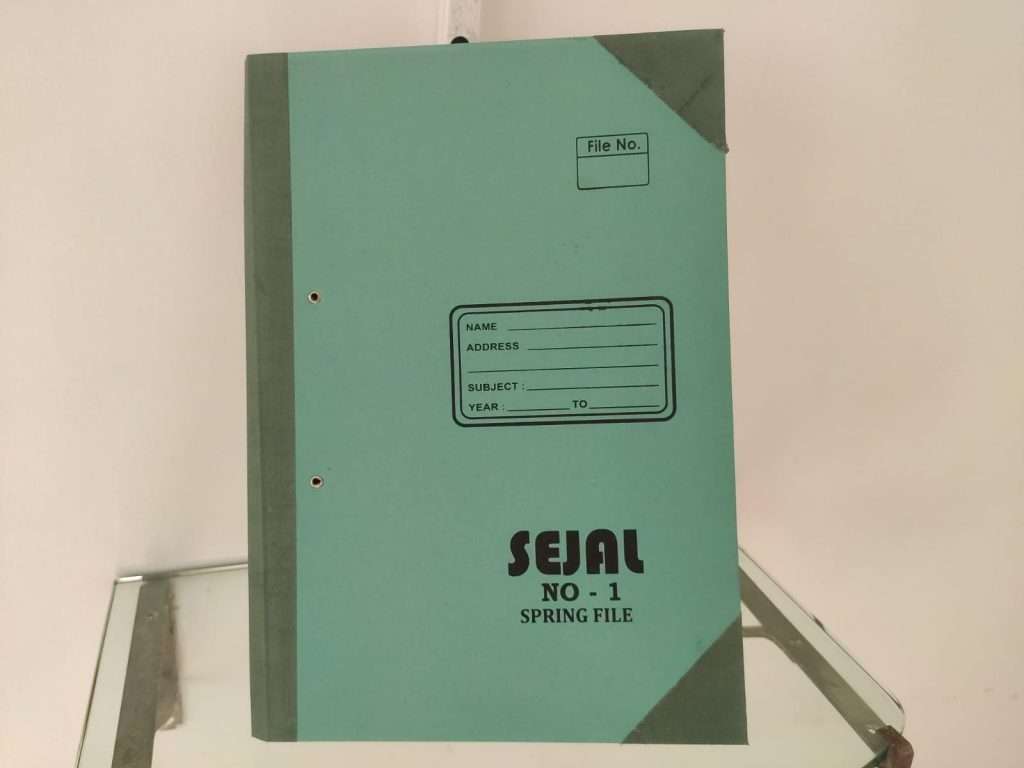 File No.
NAME
ADDRESS
SUBJECT :
YEAR : TO
SEJAL
NO - 1
SPRING FILE